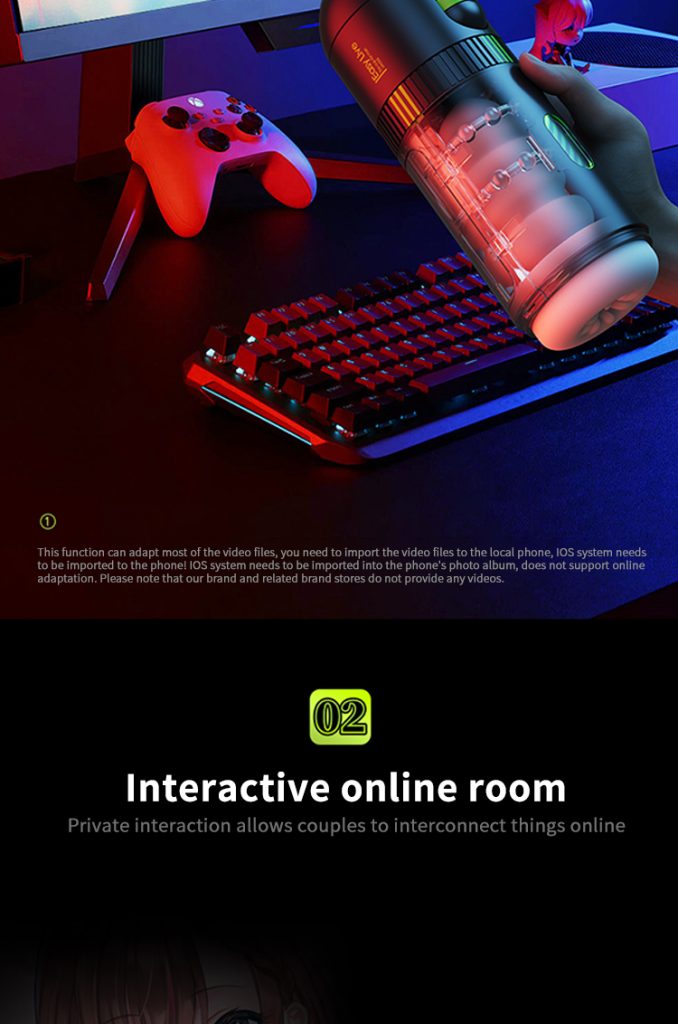 Easy Live
①
This function can adapt most of the video files, you need to import the video files to the local phone, IOS system needs
to be imported to the phone! IOS system needs to be imported into the phone's photo album, does not support online
adaptation. Please note that our brand and related brand stores do not provide any videos.
02
Interactive online room
Private interaction allows couples to interconnect things online